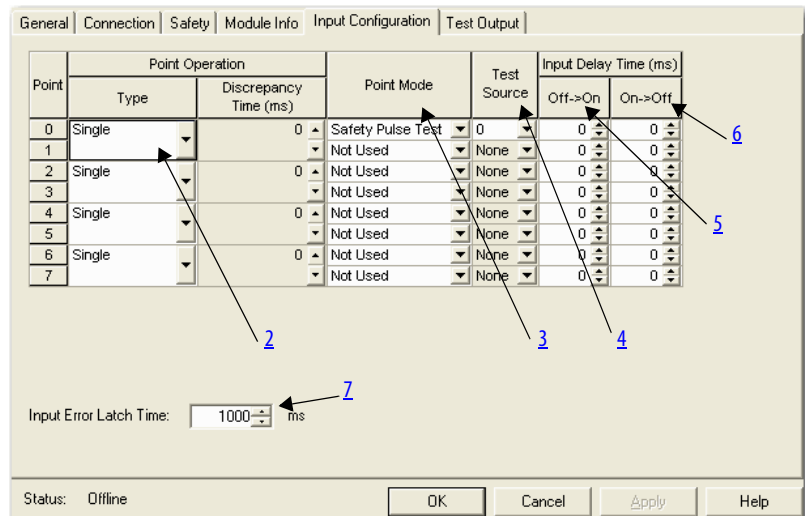 General Connection Safety Module Info Input Configuration Test Output
Point Operation Input Delay Time (ms)
Point Type Discrepancy Time (ms) Point Mode Test Source Off->On On->Off
0 Single 0 Safety Pulse Test 0 0 0
6
1 Not Used None 0 0
2 Single 0 Not Used None 0 0
3 Not Used None 0 0
4 Single 0 Not Used None 0 0
5
5 Not Used None 0 0
6 Single 0 Not Used None 0 0
7 Not Used None 0 0
2 3 4
7
Input Error Latch Time: 1000 ms
Status: Offline OK Cancel Apply Help